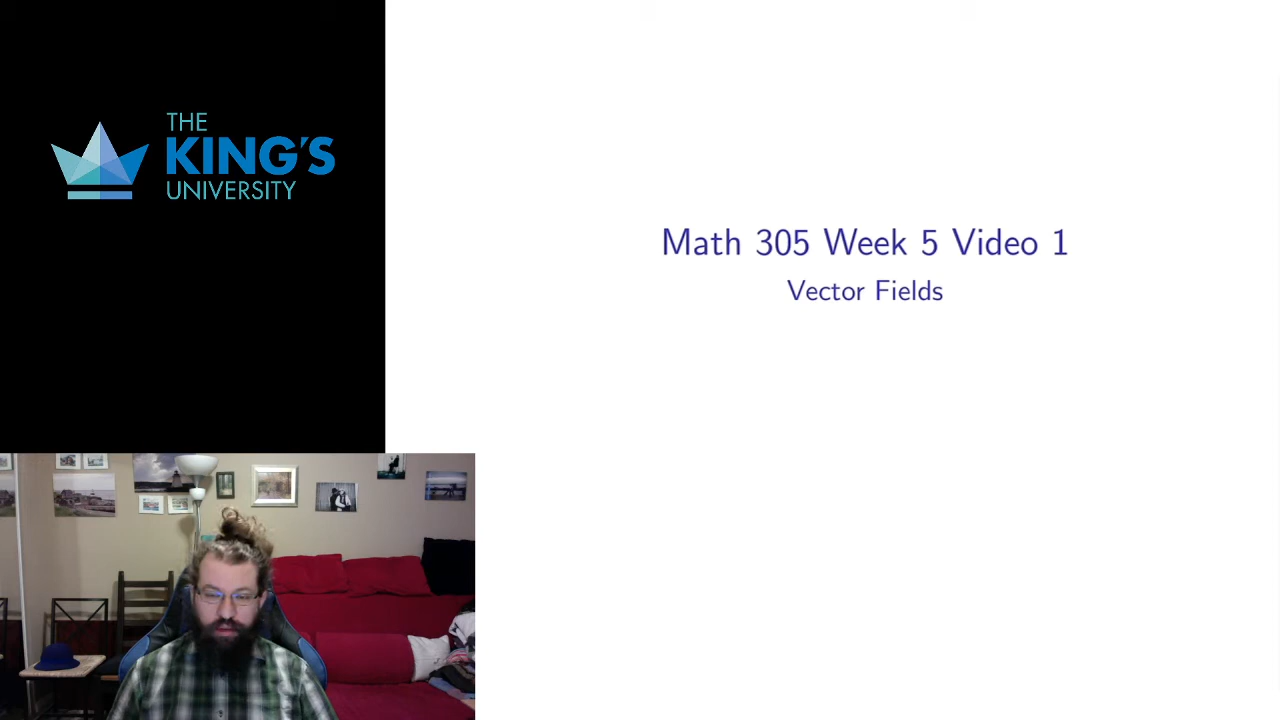 THE
KING'S
UNIVERSITY
Math 305 Week 5 Video 1
Vector Fields